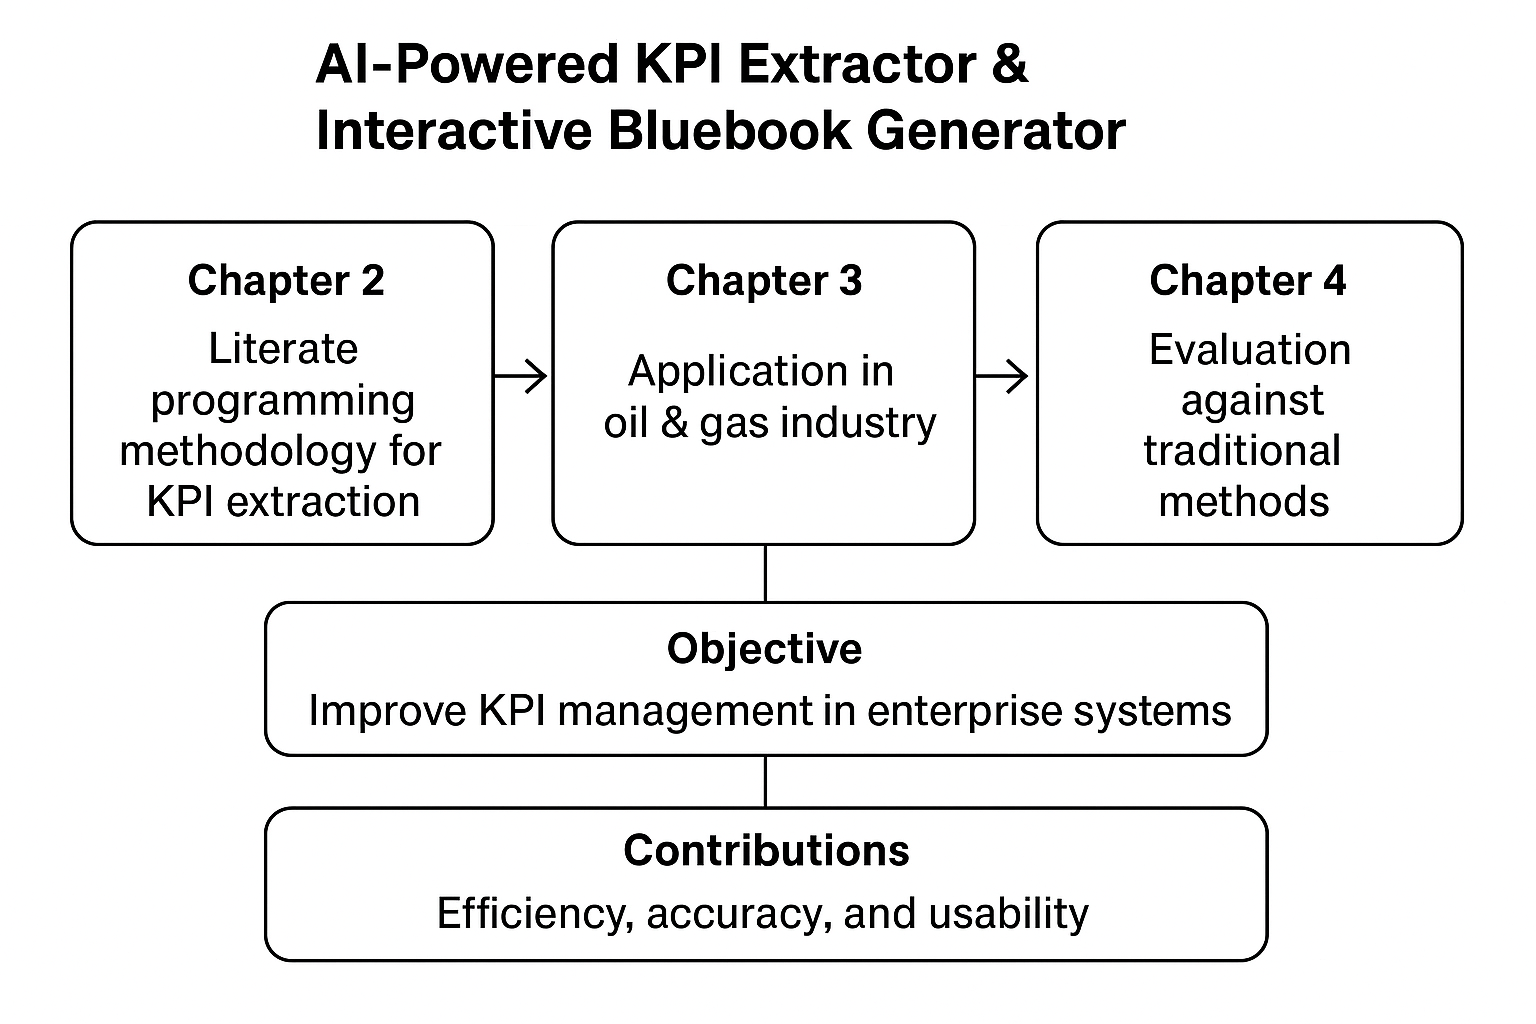 AI-Powered KPI Extractor &
Interactive Bluebook Generator
Chapter 2
Literate
programming
methodology for
KPI extraction
Chapter 3
Application in
oil & gas industry
Chapter 4
Evaluation
against
traditional
methods
Objective
Improve KPI management in enterprise systems
Contributions
Efficiency, accuracy, and usability